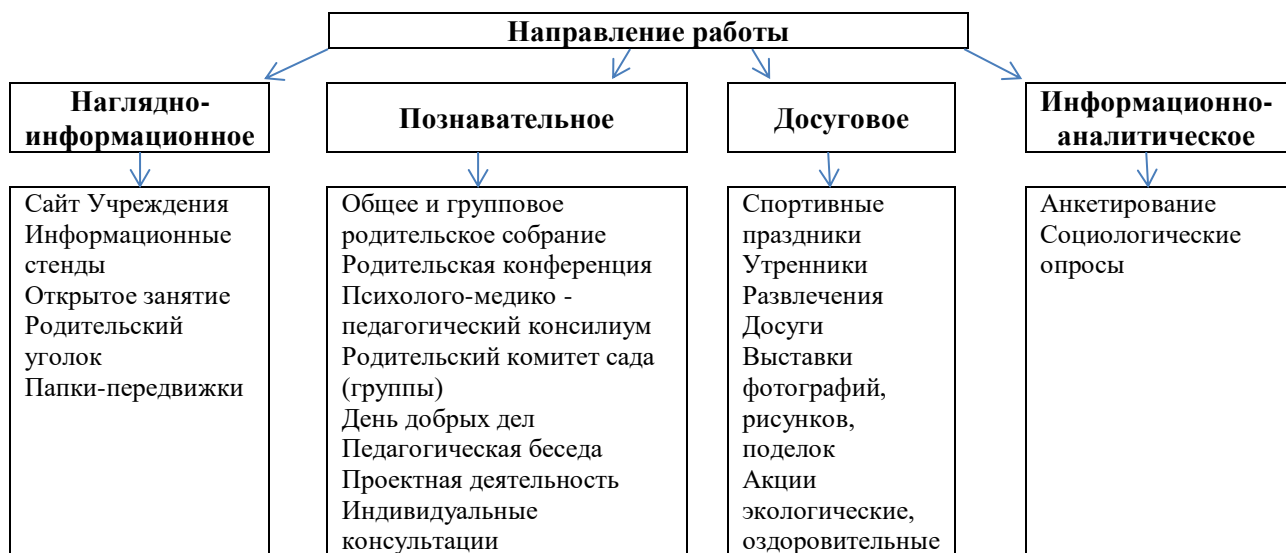 Направление работы
Наглядно-
информационное
Познавательное
Досуговое
Информационно-
аналитическое
Сайт Учреждения
Информационные
стенды
Открытое занятие
Родительский
уголок
Папки-передвижки
Общее и групповое
родительское собрание
Родительская конференция
Психолого-медико -
педагогический консилиум
Родительский комитет сада
(группы)
День добрых дел
Педагогическая беседа
Проектная деятельность
Индивидуальные
консультации
Спортивные
праздники
Утренники
Развлечения
Досуги
Выставки
фотографий,
рисунков,
поделок
Акции
экологические,
оздоровительные
Анкетирование
Социологические
опросы